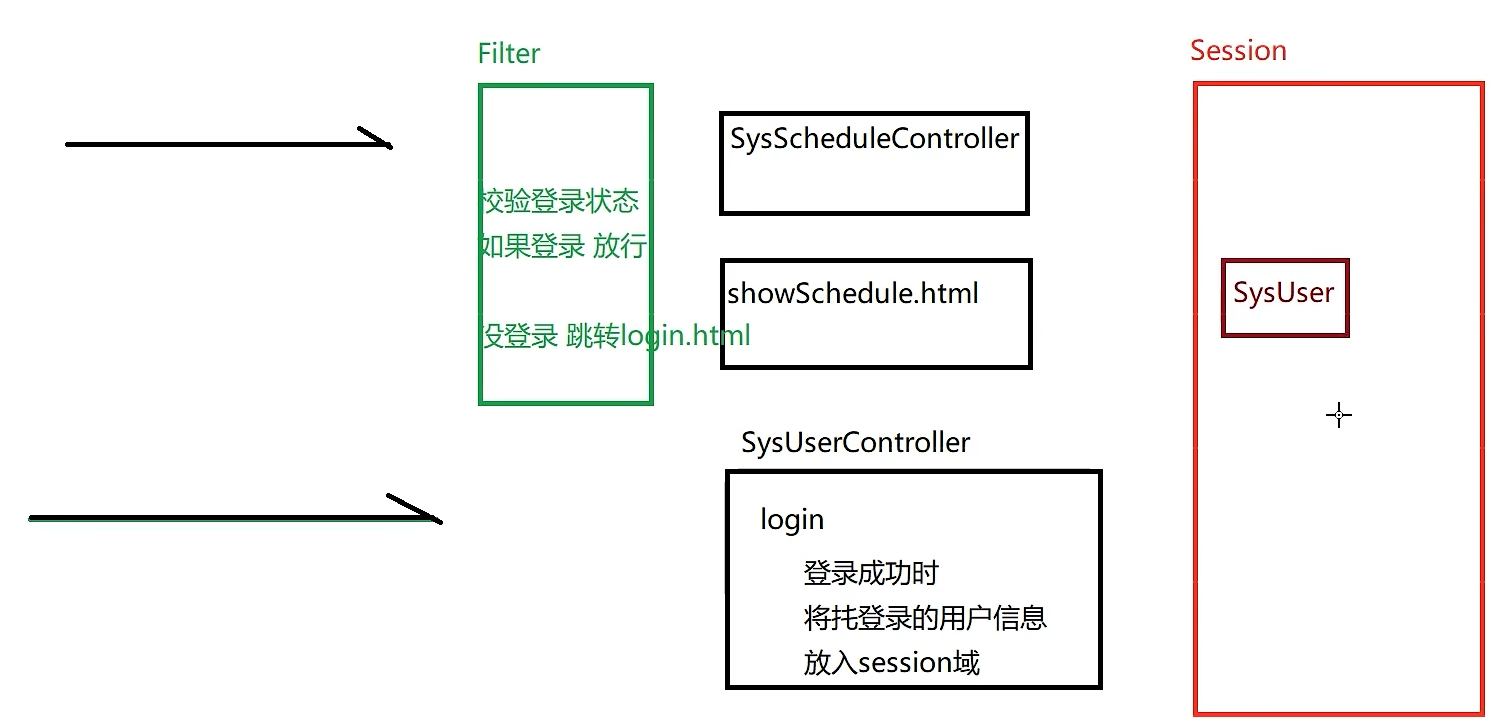 Filter
Session
SysScheduleController
校验登录状态
如果登录 放行
showSchedule.html
SysUser
没登录 跳转login.html
SysUserController
login
登录成功时
将托登录的用户信息
放入session域